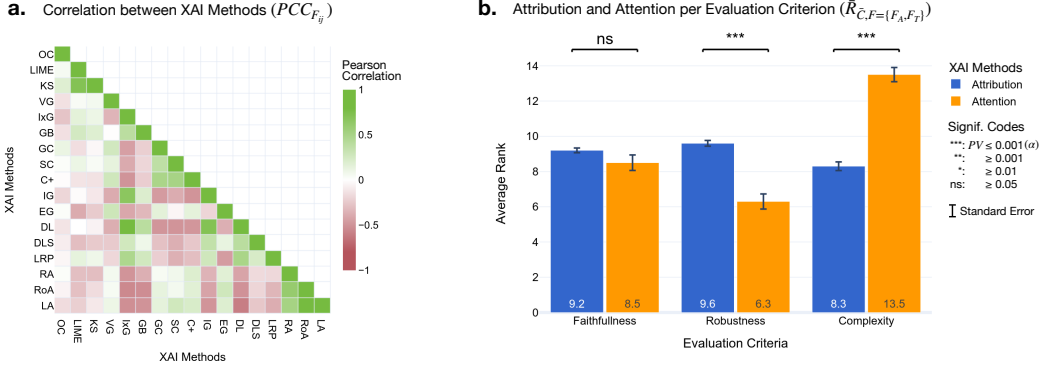 a. Correlation between XAI Methods (PCC_{F_{ij}})
OC
LIME
KS
VG
IxG
GB
GC
SC
C+
IG
EG
DL
DLS
LRP
RA
RoA
LA
XAI Methods
OC LIME KS VG IxG GB GC SC C+ IG EG DL DLS LRP RA RoA LA
XAI Methods
Pearson
Correlation
1
0.5
0
−0.5
−1
b. Attribution and Attention per Evaluation Criterion (R̄_{C̃,F={F_A,F_T}})
ns *** ***
14
12
10
8
6
4
2
0
Average Rank
9.2 8.5 9.6 6.3 8.3 13.5
Faithfullness Robustness Complexity
Evaluation Criteria
XAI Methods
Attribution
Attention
Signif. Codes
***: PV ≤ 0.001 (α)
**: ≥ 0.001
*: ≥ 0.01
ns: ≥ 0.05
Standard Error